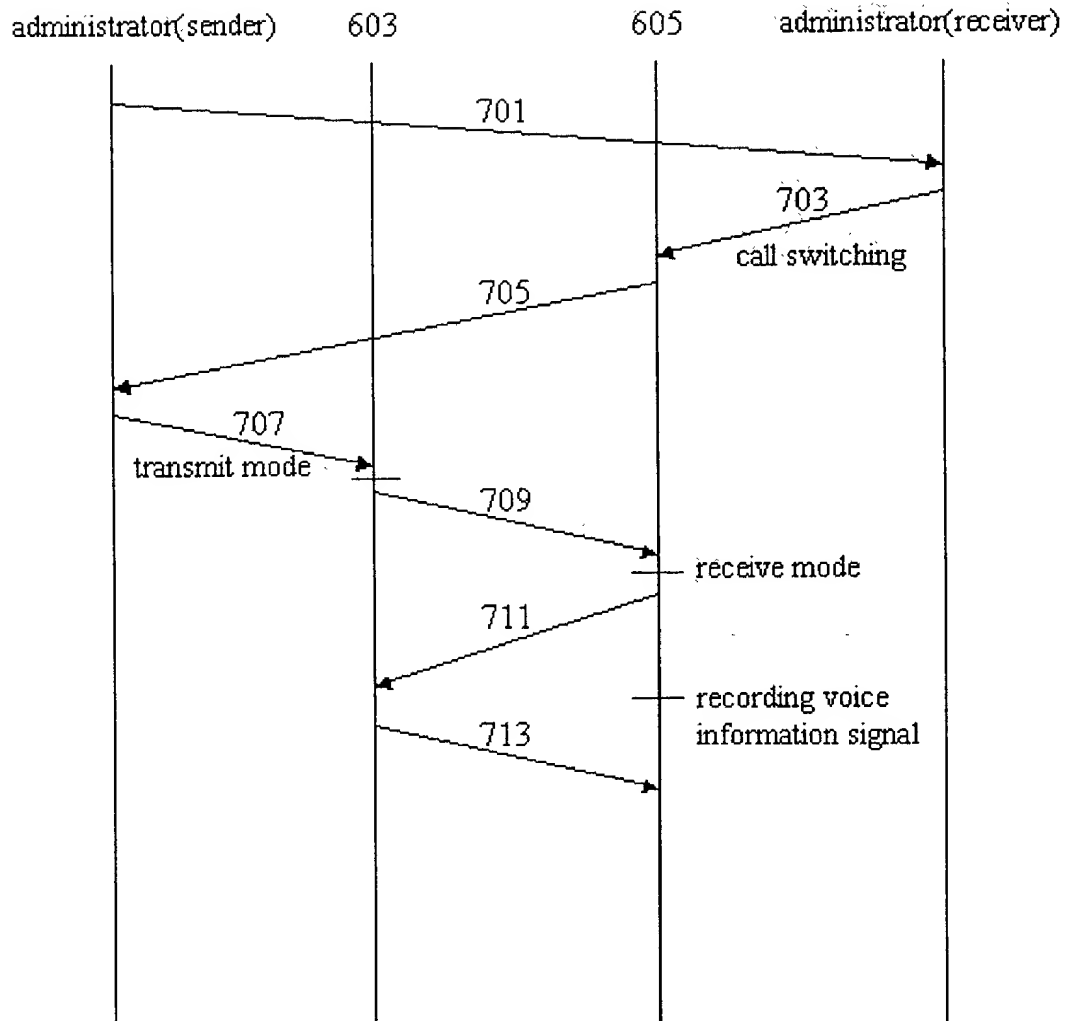 administrator(sender) 603 605 administrator(receiver)
701
703
call switching
705
707
transmit mode
709
receive mode
711
recording voice
information signal
713